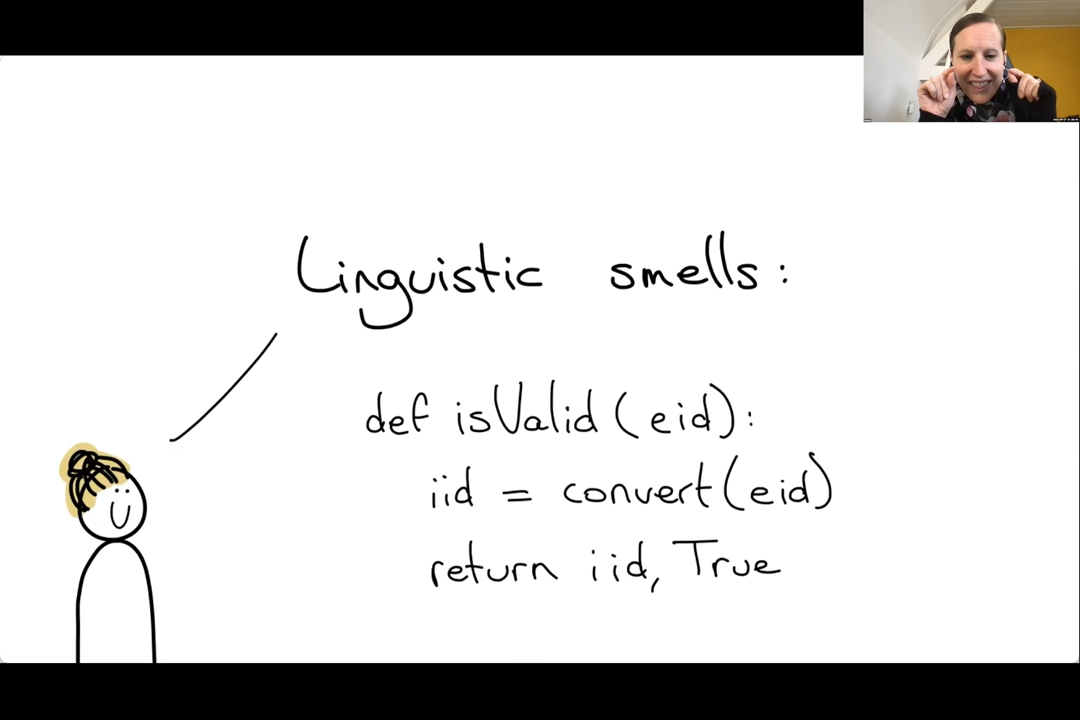 Linguistic smells:
def isValid(eid):
iid = convert(eid)
return iid, True